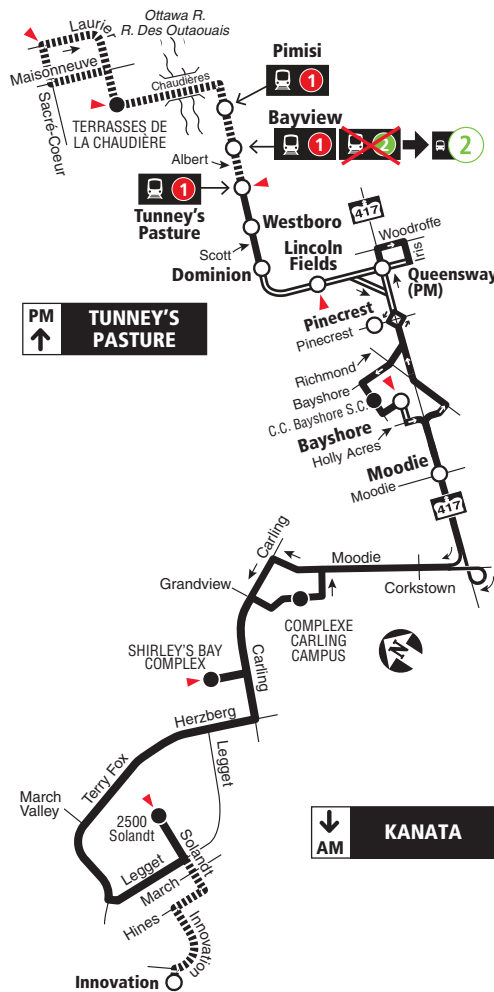 Ottawa R.
R. Des Outaouais
Laurier
Maisonneuve
Sacré-Coeur
Chaudières
TERRASSES DE
LA CHAUDIÈRE
Pimisi
1
Bayview
1
2
2
Albert
1
Tunney's
Pasture
417
Woodroffe
Iris
Westboro
Scott
Lincoln
Fields
Dominion
Queensway
(PM)
PM
TUNNEY'S
PASTURE
Pinecrest
Pinecrest
Richmond
Bayshore
C.C. Bayshore S.C.
Bayshore
Holly Acres
Moodie
Moodie
417
Carling
Moodie
Grandview
Corkstown
COMPLEXE
CARLING
CAMPUS
N
SHIRLEY'S BAY
COMPLEX
Carling
Herzberg
Legget
Terry Fox
March
Valley
2500
Solandt
Solandt
Legget
March
Hines
Innovation
Innovation
AM
KANATA